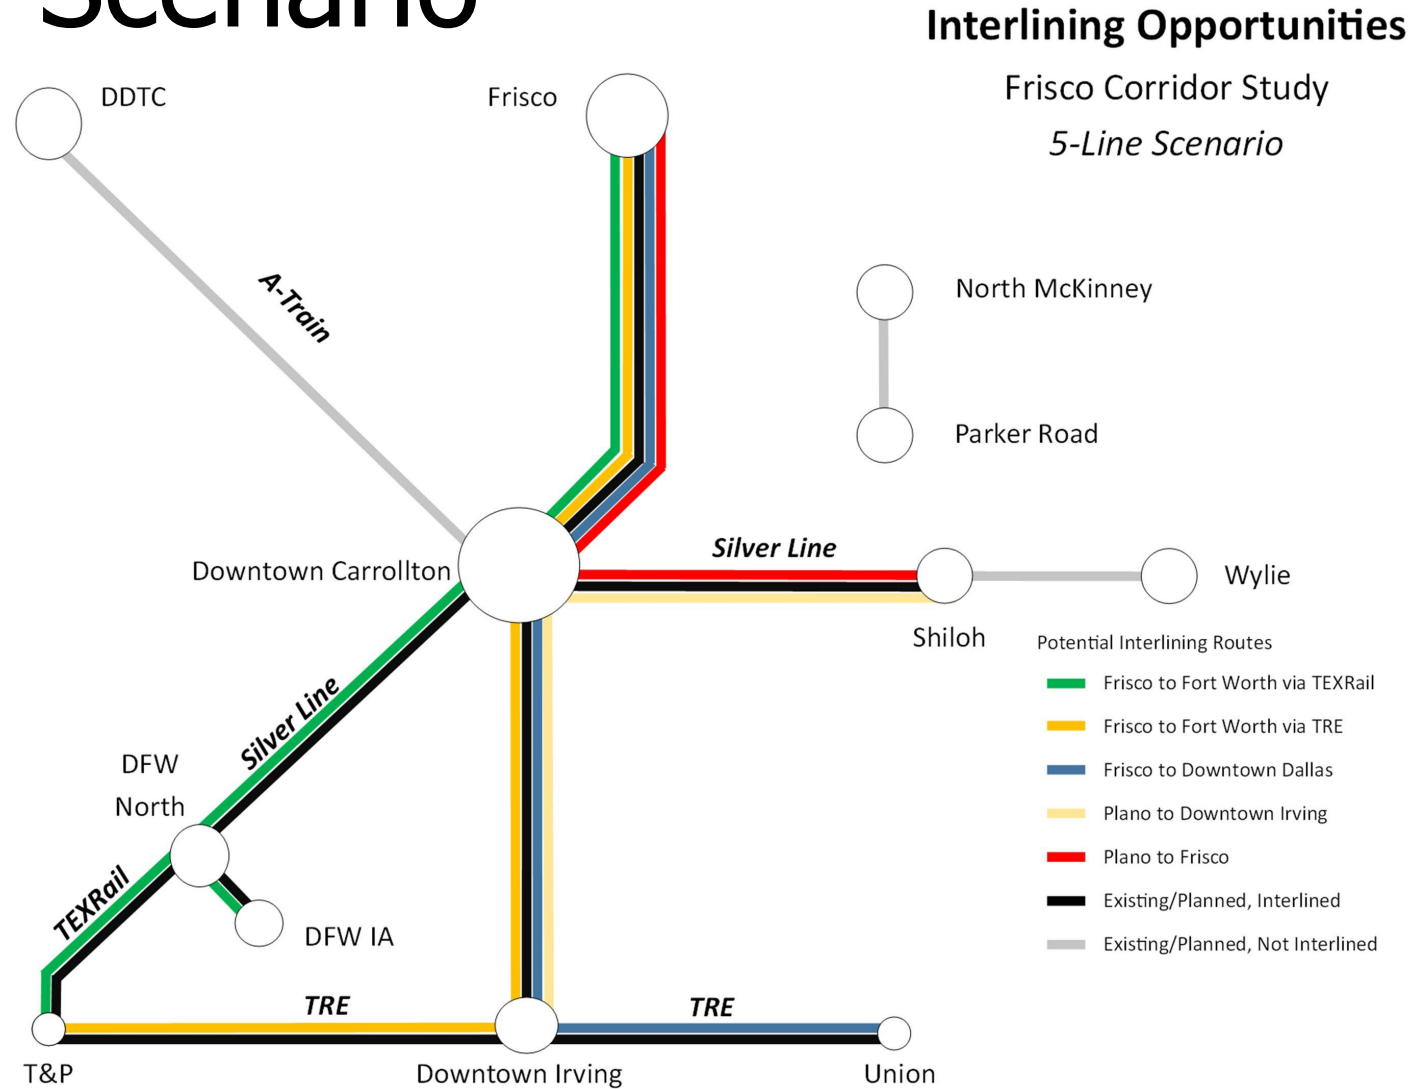 Scenario
Interlining Opportunities
Frisco Corridor Study
5-Line Scenario
DDTC
Frisco
A-Train
North McKinney
Parker Road
Silver Line
Downtown Carrollton
Wylie
Shiloh
Potential Interlining Routes
Frisco to Fort Worth via TEXRail
Frisco to Fort Worth via TRE
Frisco to Downtown Dallas
Plano to Downtown Irving
Plano to Frisco
Existing/Planned, Interlined
Existing/Planned, Not Interlined
Silver Line
DFW
North
TEXRail
DFW IA
TRE
TRE
T&P
Downtown Irving
Union